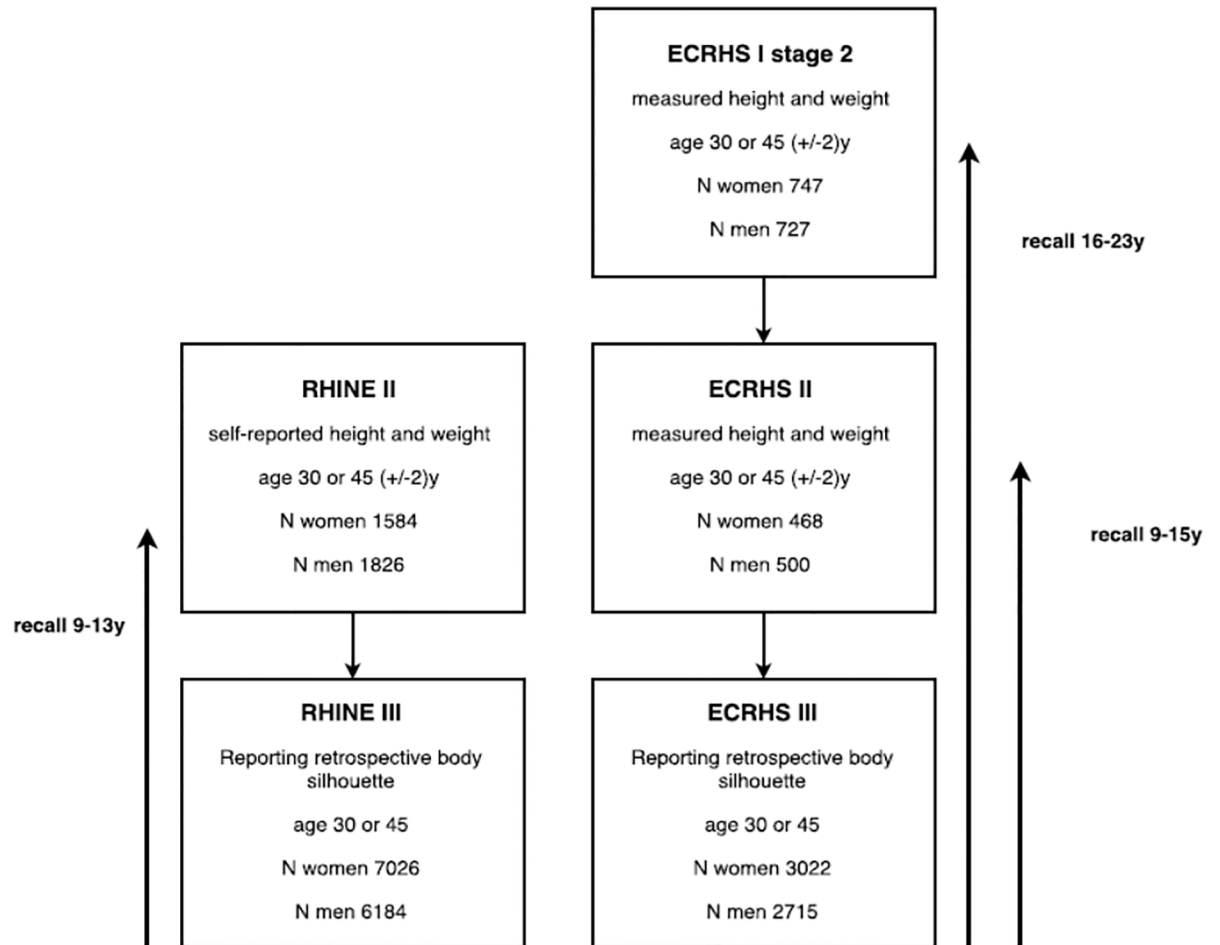 ECRHS I stage 2
measured height and weight
age 30 or 45 (+/-2)y
N women 747
N men 727
recall 16-23y
RHINE II
self-reported height and weight
age 30 or 45 (+/-2)y
N women 1584
N men 1826
ECRHS II
measured height and weight
age 30 or 45 (+/-2)y
N women 468
N men 500
recall 9-15y
recall 9-13y
RHINE III
Reporting retrospective body
silhouette
age 30 or 45
N women 7026
N men 6184
ECRHS III
Reporting retrospective body
silhouette
age 30 or 45
N women 3022
N men 2715